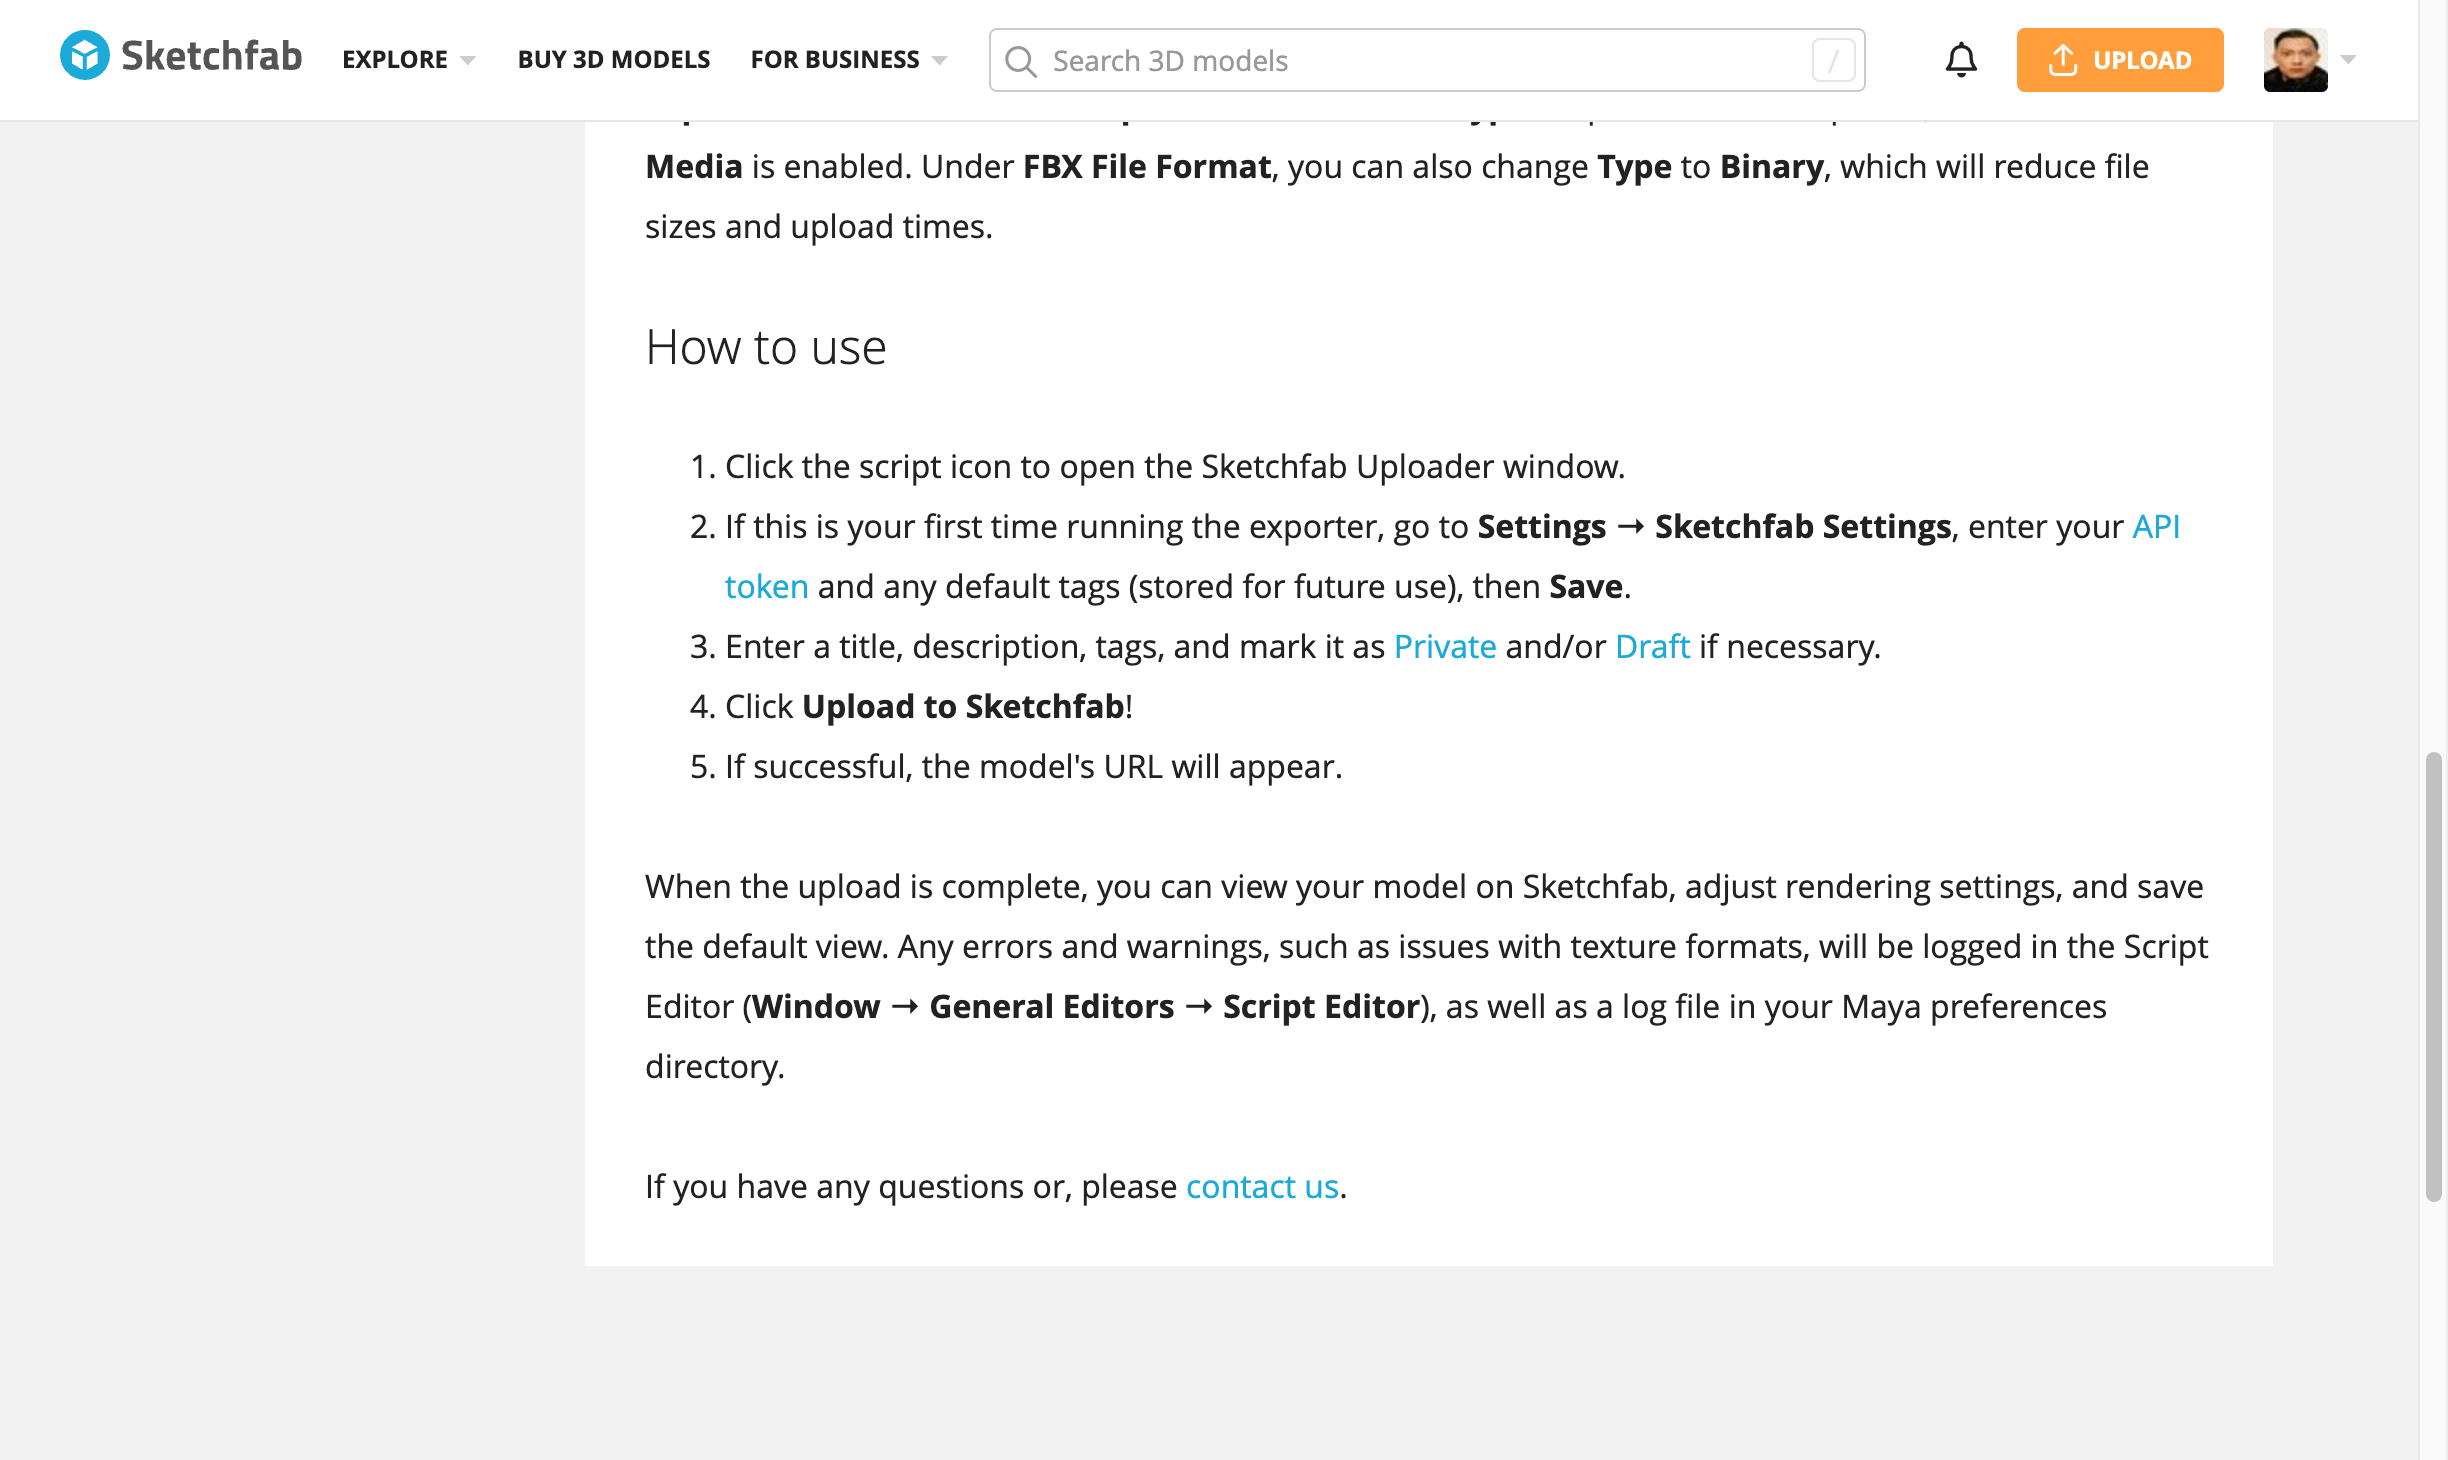 Sketchfab EXPLORE BUY 3D MODELS FOR BUSINESS Search 3D models / UPLOAD
Media is enabled. Under FBX File Format, you can also change Type to Binary, which will reduce file
sizes and upload times.
How to use
1. Click the script icon to open the Sketchfab Uploader window.
2. If this is your first time running the exporter, go to Settings → Sketchfab Settings, enter your API
token and any default tags (stored for future use), then Save.
3. Enter a title, description, tags, and mark it as Private and/or Draft if necessary.
4. Click Upload to Sketchfab!
5. If successful, the model's URL will appear.
When the upload is complete, you can view your model on Sketchfab, adjust rendering settings, and save
the default view. Any errors and warnings, such as issues with texture formats, will be logged in the Script
Editor (Window → General Editors → Script Editor), as well as a log file in your Maya preferences
directory.
If you have any questions or, please contact us.